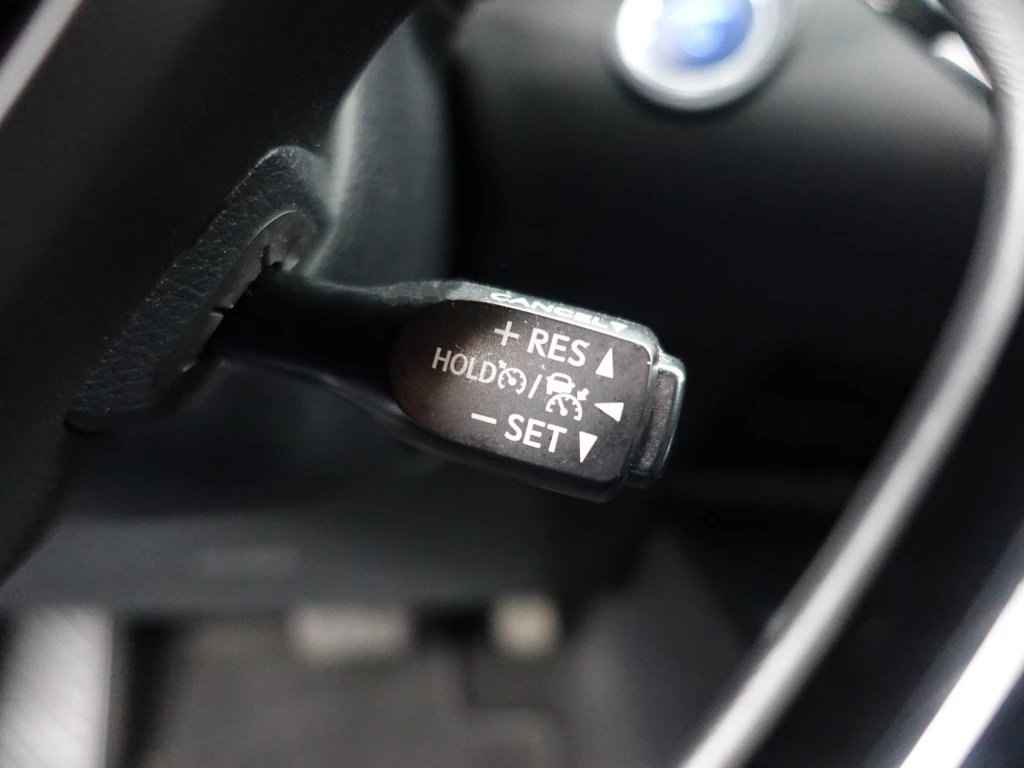 CANCEL▼
+ RES ▲
HOLD / ◀
− SET ▼